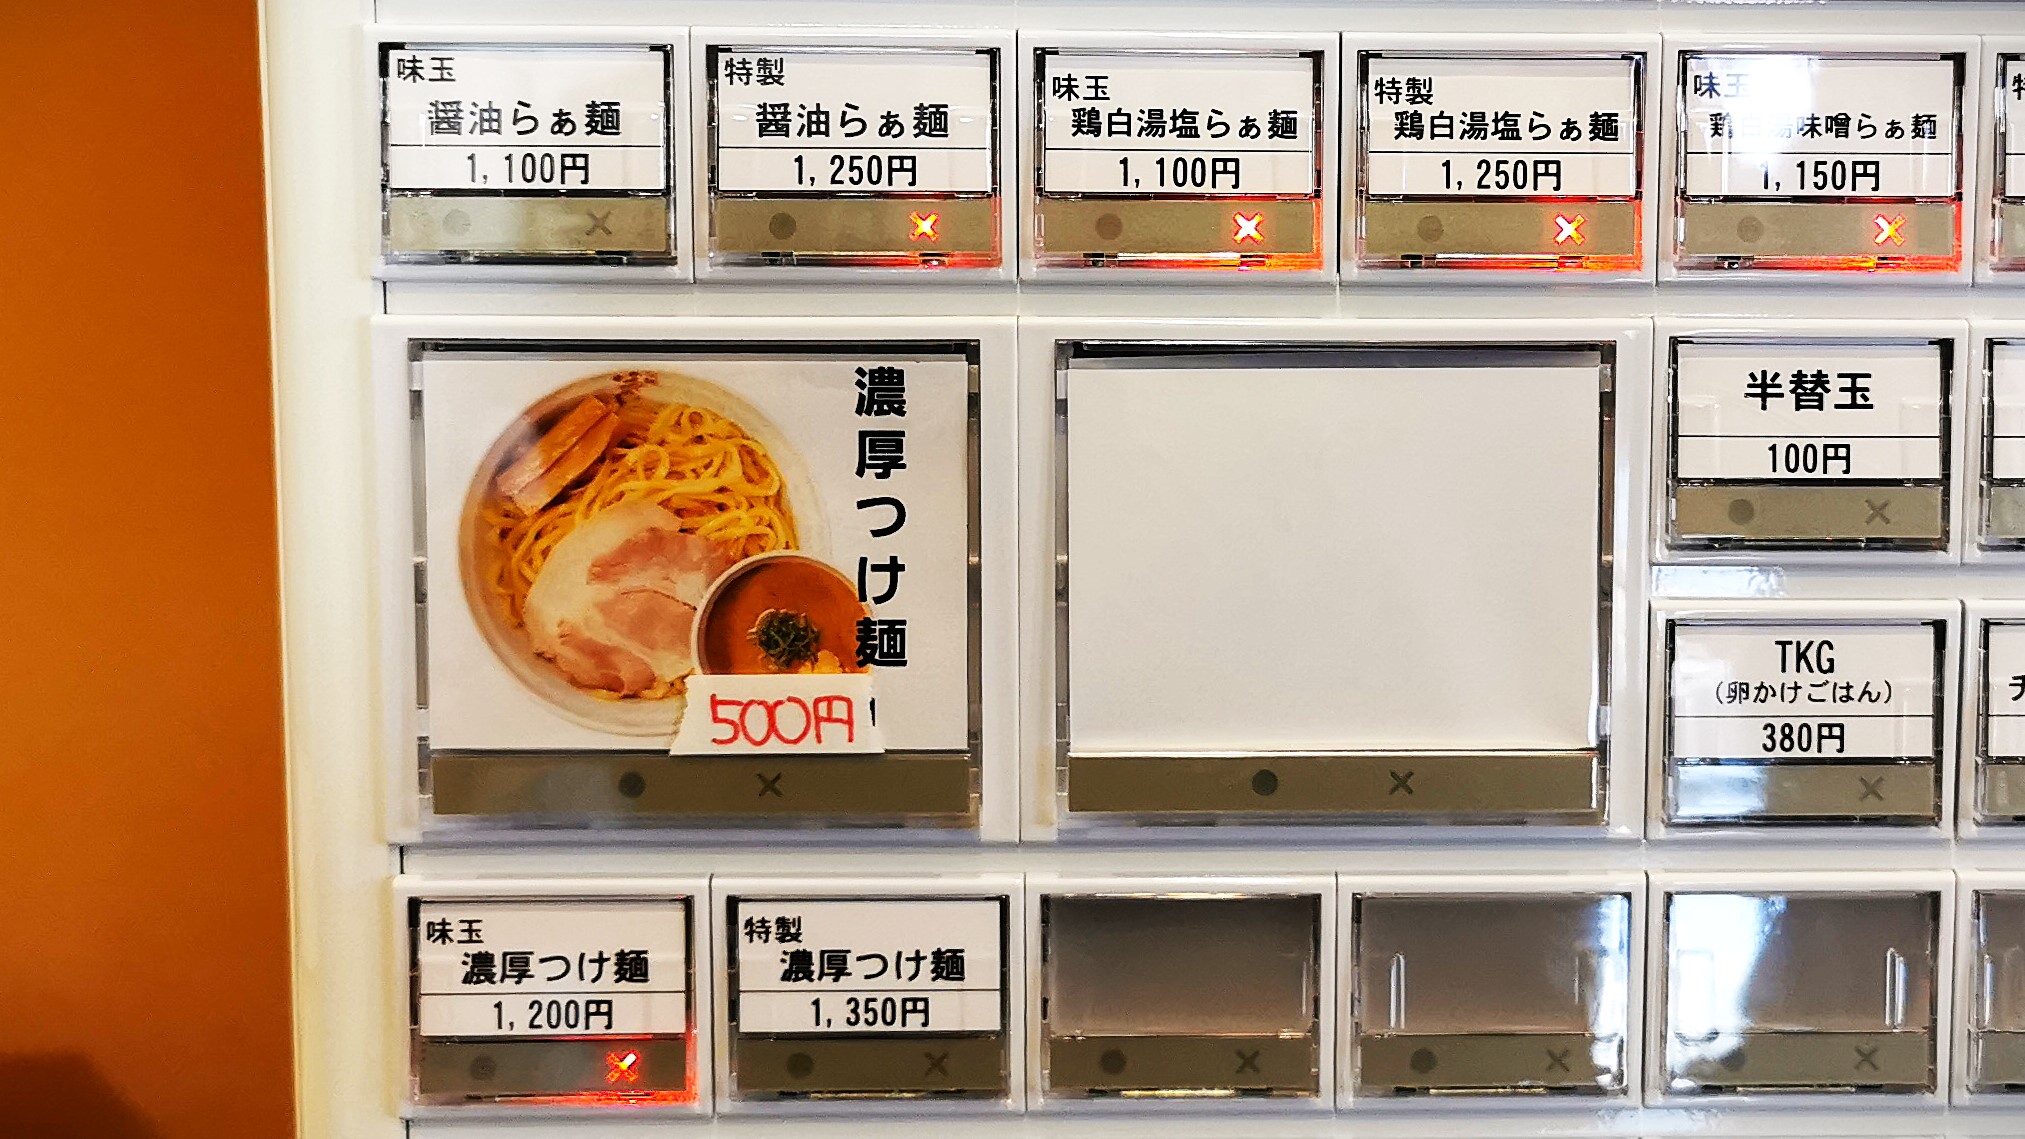 味玉
醤油らぁ麺
1,100円
特製
醤油らぁ麺
1,250円
味玉
鶏白湯塩らぁ麺
1,100円
特製
鶏白湯塩らぁ麺
1,250円
味玉
鶏白湯味噌らぁ麺
1,150円
濃厚つけ麺
500円
半替玉
100円
TKG
(卵かけごはん)
380円
味玉
濃厚つけ麺
1,200円
特製
濃厚つけ麺
1,350円